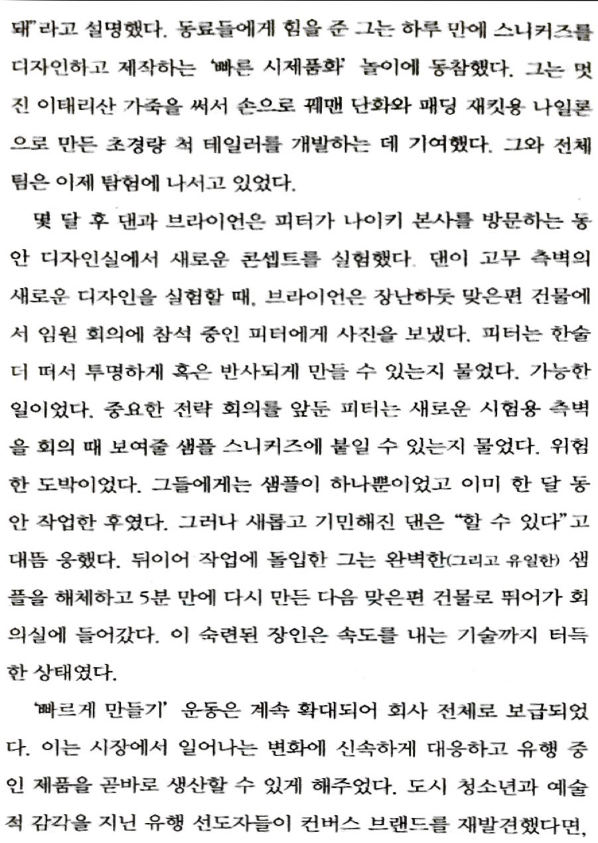 돼”라고 설명했다. 동료들에게 힘을 준 그는 하루 만에 스니커즈를
디자인하고 제작하는 ‘빠른 시제품화’ 놀이에 동참했다. 그는 멋
진 이태리산 가죽을 써서 손으로 꿰맨 단화와 패딩 재킷용 나일론
으로 만든 초경량 척 테일러를 개발하는 데 기여했다. 그와 전체
팀은 이제 탐험에 나서고 있었다.
몇 달 후 댄과 브라이언은 피터가 나이키 본사를 방문하는 동
안 디자인실에서 새로운 콘셉트를 실험했다. 댄이 고무 측벽의
새로운 디자인을 실험할 때, 브라이언은 장난하듯 맞은편 건물에
서 임원 회의에 참석 중인 피터에게 사진을 보냈다. 피터는 한술
더 떠서 투명하게 혹은 반사되게 만들 수 있는지 물었다. 가능한
일이었다. 중요한 전략 회의를 앞둔 피터는 새로운 시험용 측벽
을 회의 때 보여줄 샘플 스니커즈에 붙일 수 있는지 물었다. 위험
한 도박이었다. 그들에게는 샘플이 하나뿐이었고 이미 한 달 동
안 작업한 후였다. 그러나 새롭고 기민해진 댄은 “할 수 있다”고
대뜸 응했다. 뒤이어 작업에 돌입한 그는 완벽한(그리고 유일한) 샘
플을 해체하고 5분 만에 다시 만든 다음 맞은편 건물로 뛰어가 회
의실에 들어갔다. 이 숙련된 장인은 속도를 내는 기술까지 터득
한 상태였다.
‘빠르게 만들기’ 운동은 계속 확대되어 회사 전체로 보급되었
다. 이는 시장에서 일어나는 변화에 신속하게 대응하고 유행 중
인 제품을 곧바로 생산할 수 있게 해주었다. 도시 청소년과 예술
적 감각을 지닌 유행 선도자들이 컨버스 브랜드를 재발견했다면,